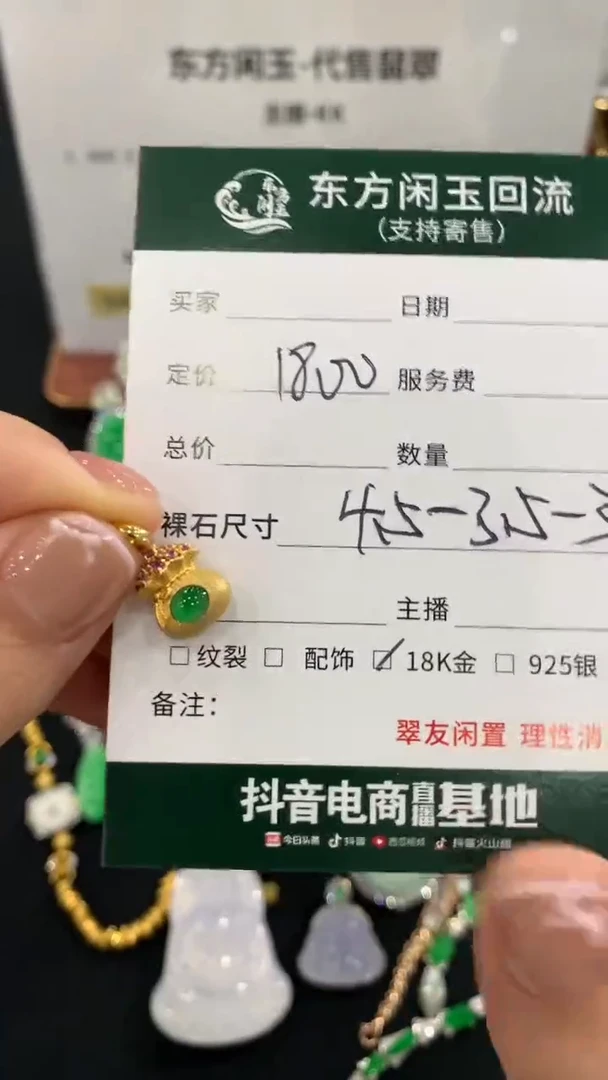 东方闲玉·代售翡翠
东方闲玉回流
(支持寄售)
买家 日期
定价 1800 服务费
总价 数量
裸石尺寸 4.5-3.5-3
主播
纹裂 配饰 18K金 925银
备注:
翠友闲置 理性消
抖音电商直播基地
今日头条 抖音 西瓜视频 抖音火山版